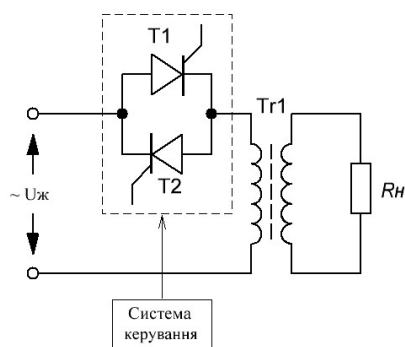 T1
Tr1
T2
~ Uж
Rн
Система
керування